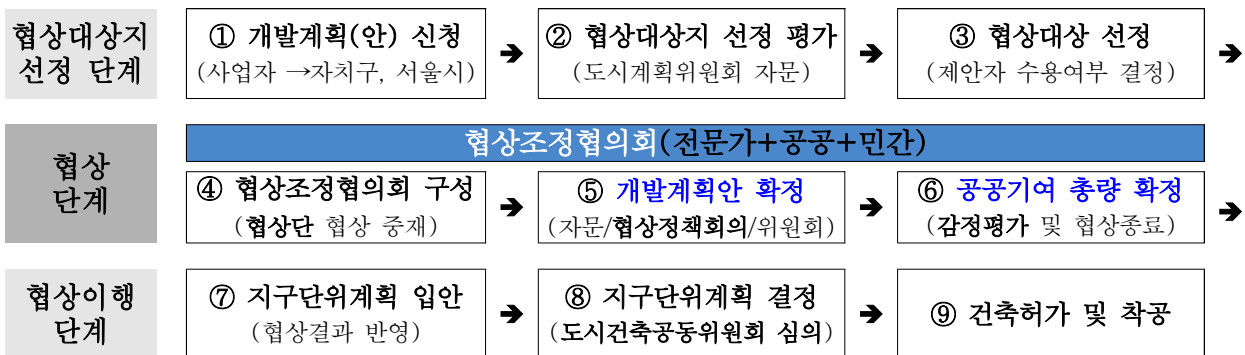 협상대상지
선정 단계
① 개발계획(안) 신청
(사업자 →자치구, 서울시)
➔
② 협상대상지 선정 평가
(도시계획위원회 자문)
➔
③ 협상대상 선정
(제안자 수용여부 결정)
➔
협상
단계
협상조정협의회(전문가+공공+민간)
④ 협상조정협의회 구성
(협상단 협상 중재)
➔
⑤ 개발계획안 확정
(자문/협상정책회의/위원회)
➔
⑥ 공공기여 총량 확정
(감정평가 및 협상종료)
➔
협상이행
단계
⑦ 지구단위계획 입안
(협상결과 반영)
➔
⑧ 지구단위계획 결정
(도시건축공동위원회 심의)
➔
⑨ 건축허가 및 착공